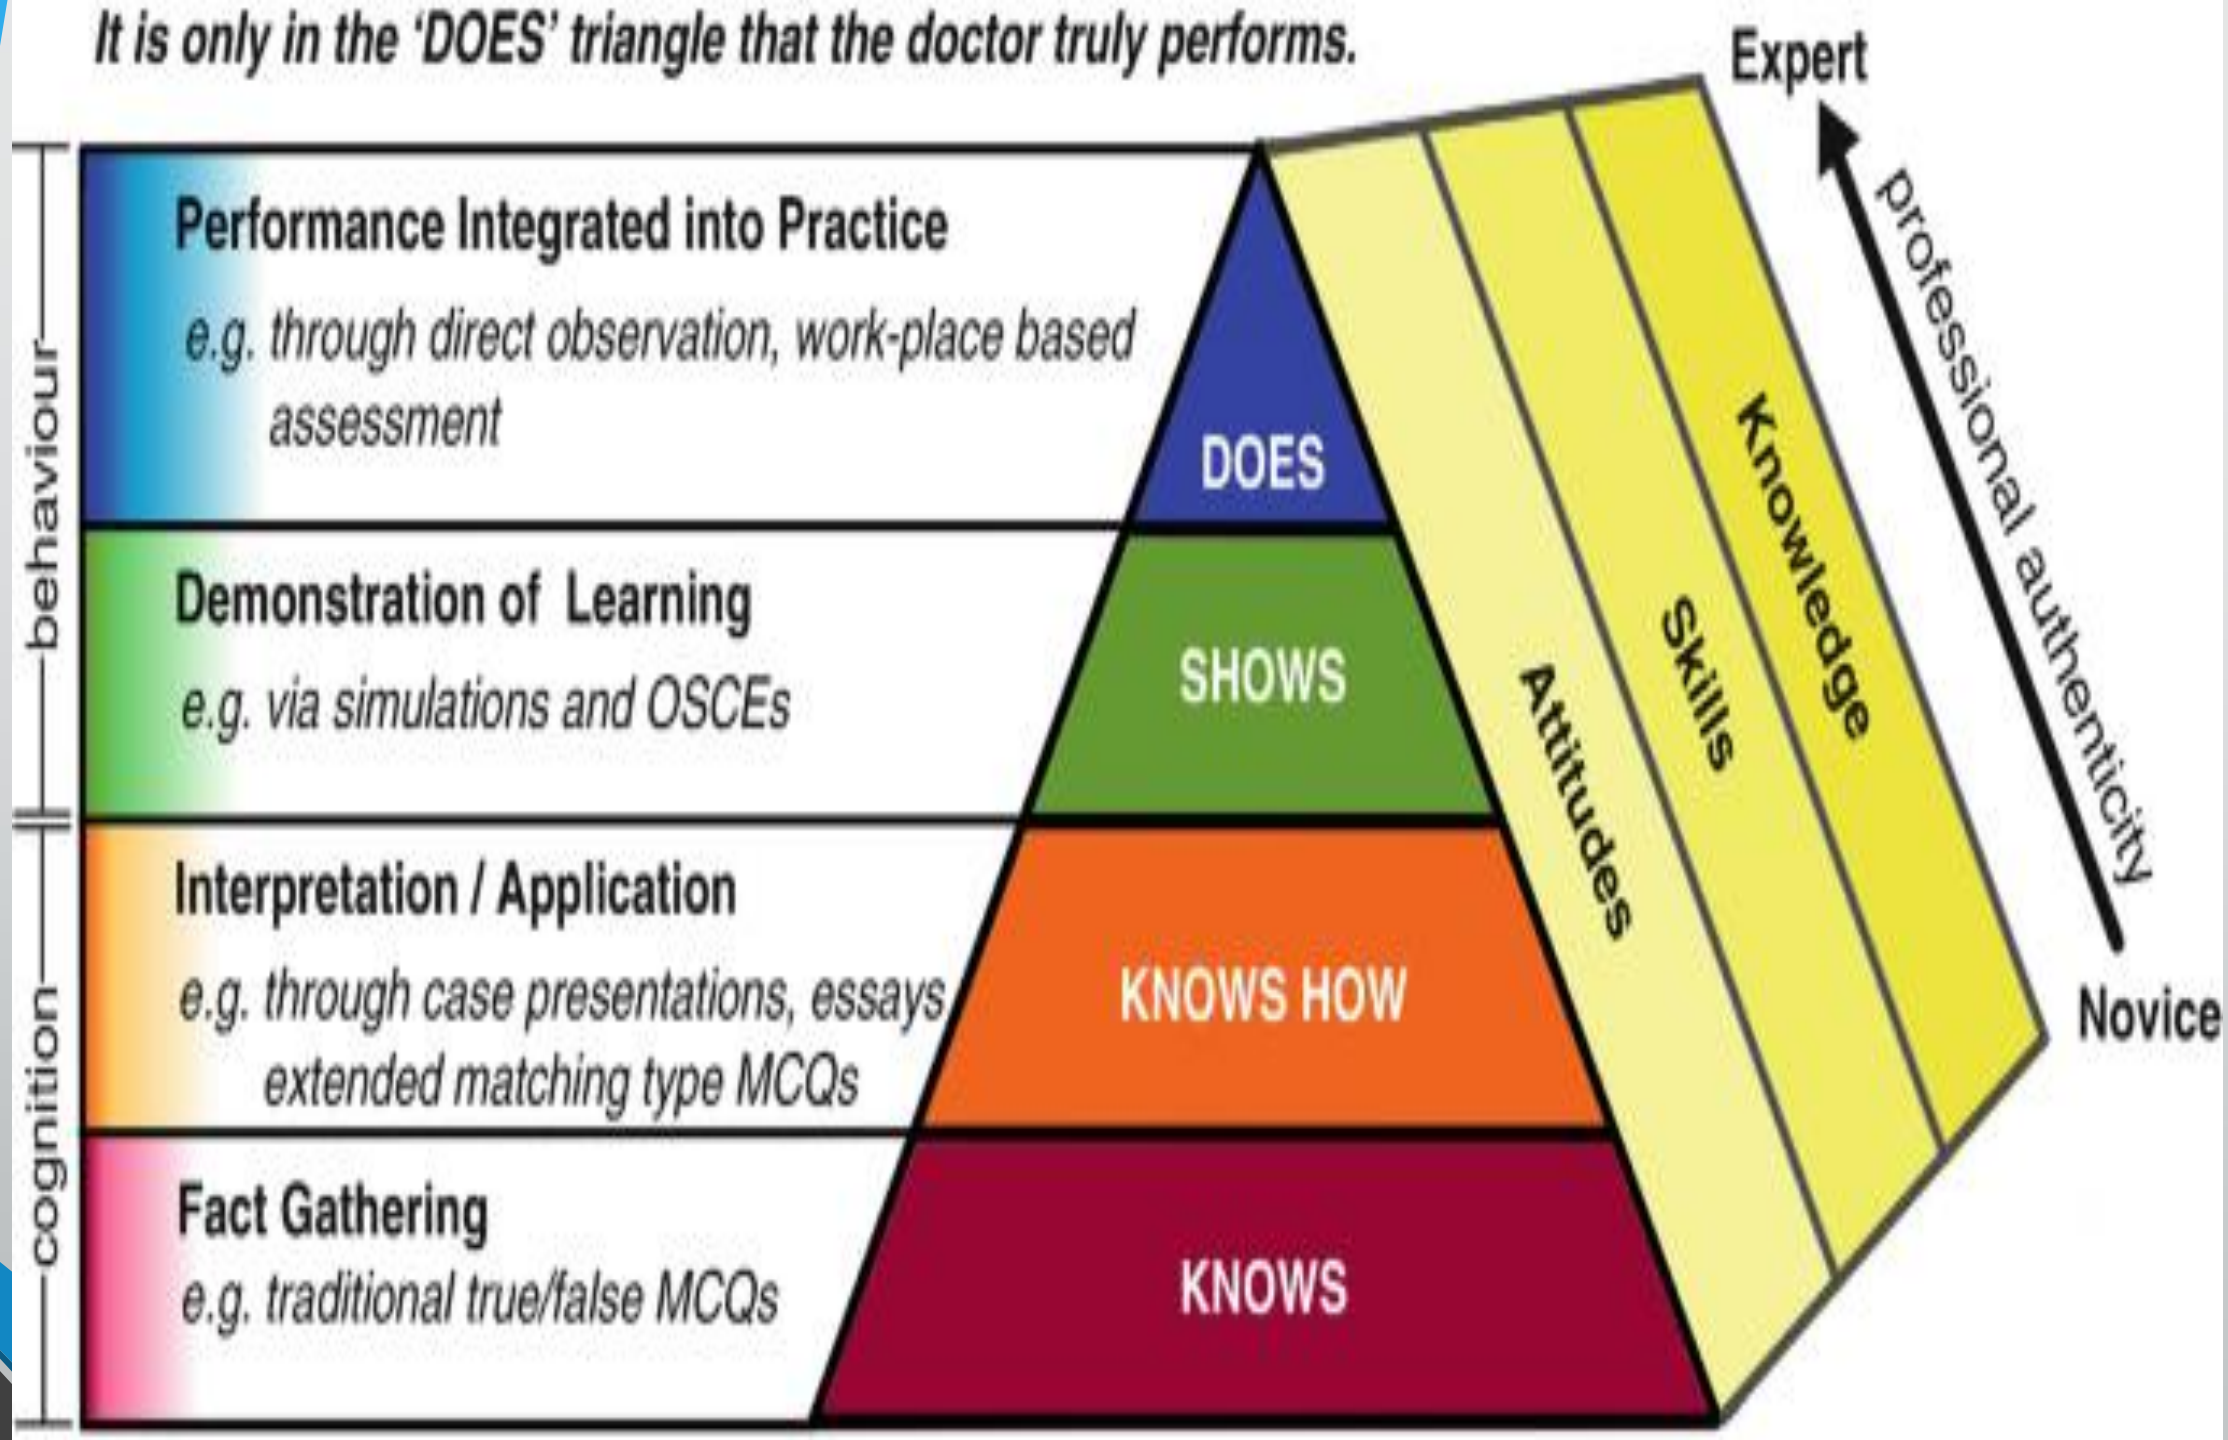 It is only in the ‘DOES’ triangle that the doctor truly performs.
Expert
professional authenticity
Novice
behaviour
cognition
Performance Integrated into Practice
e.g. through direct observation, work-place based
assessment
DOES
Demonstration of Learning
e.g. via simulations and OSCEs
SHOWS
Interpretation / Application
e.g. through case presentations, essays
extended matching type MCQs
KNOWS HOW
Fact Gathering
e.g. traditional true/false MCQs
KNOWS
Attitudes
Skills
Knowledge